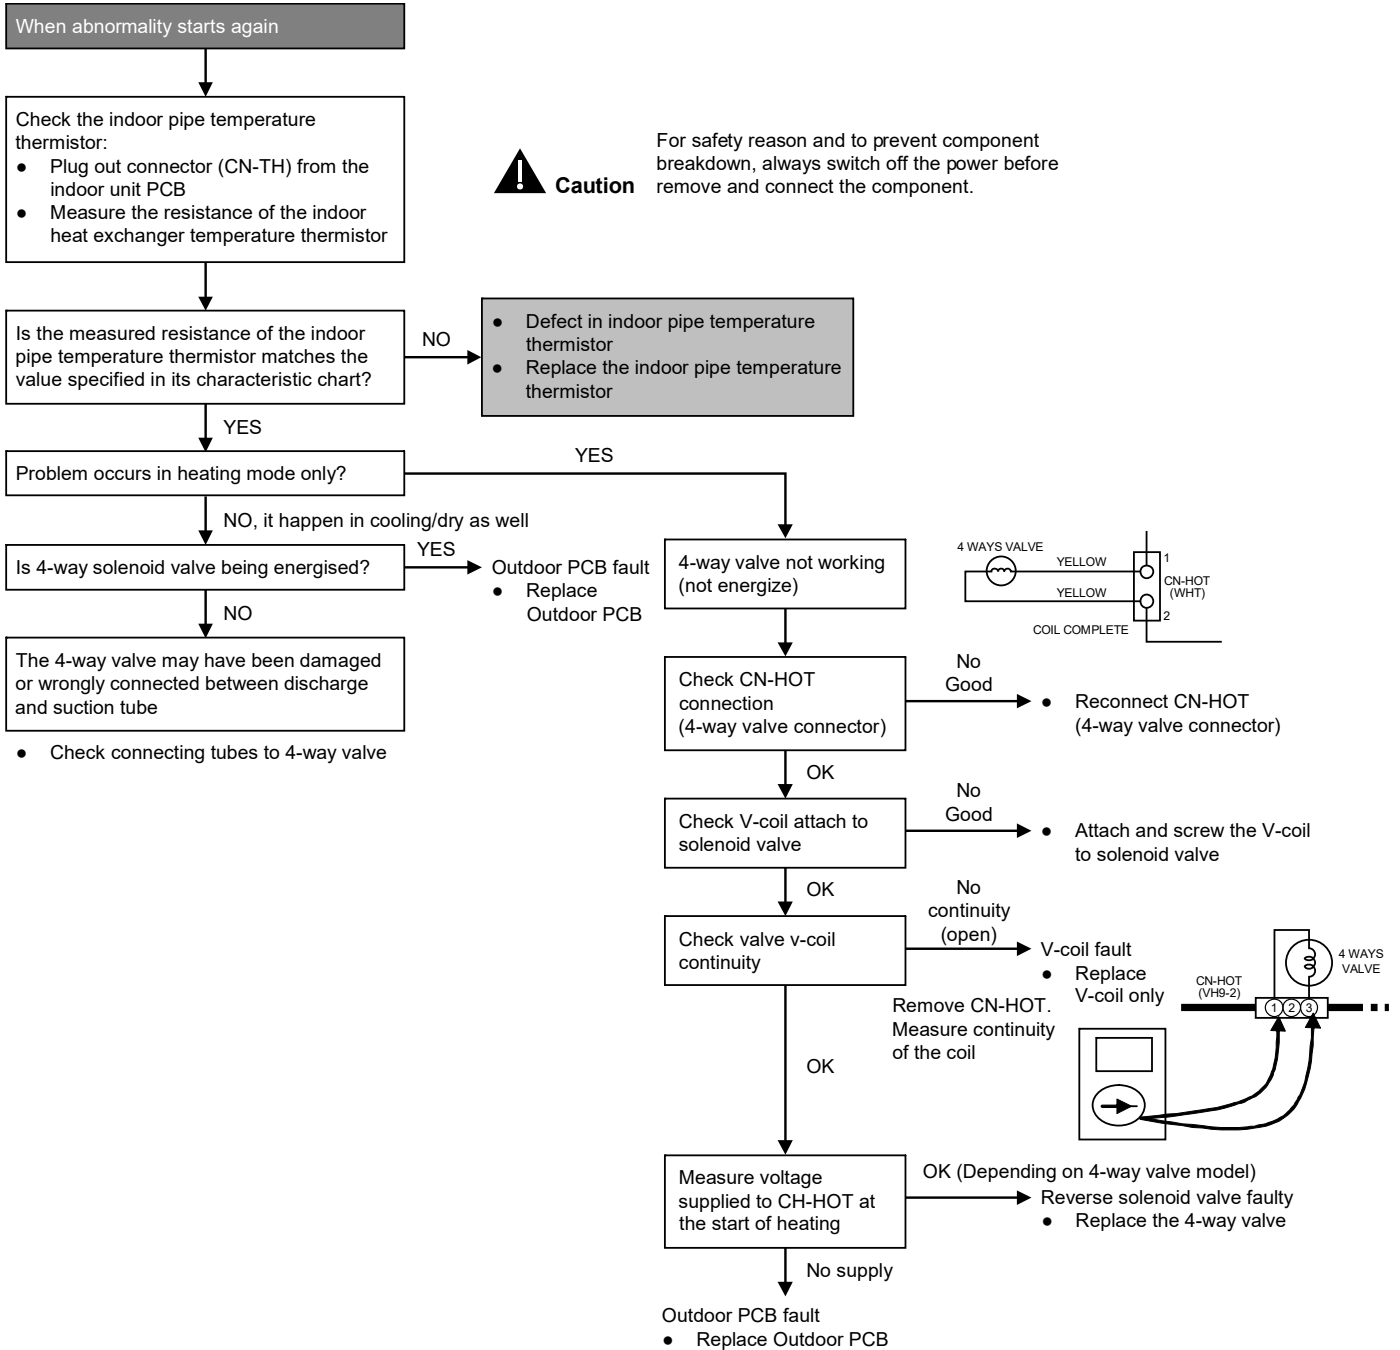 When abnormality starts again
Check the indoor pipe temperature
thermistor:
● Plug out connector (CN-TH) from the
indoor unit PCB
● Measure the resistance of the indoor
heat exchanger temperature thermistor
Caution
For safety reason and to prevent component
breakdown, always switch off the power before
remove and connect the component.
Is the measured resistance of the indoor
pipe temperature thermistor matches the
value specified in its characteristic chart?
NO
● Defect in indoor pipe temperature
thermistor
● Replace the indoor pipe temperature
thermistor
YES
Problem occurs in heating mode only?
YES
NO, it happen in cooling/dry as well
Is 4-way solenoid valve being energised?
YES
Outdoor PCB fault
● Replace
Outdoor PCB
NO
The 4-way valve may have been damaged
or wrongly connected between discharge
and suction tube
● Check connecting tubes to 4-way valve
4-way valve not working
(not energize)
4 WAYS VALVE
YELLOW
YELLOW
1
CN-HOT
(WHT)
2
COIL COMPLETE
Check CN-HOT
connection
(4-way valve connector)
No
Good
● Reconnect CN-HOT
(4-way valve connector)
OK
Check V-coil attach to
solenoid valve
No
Good
● Attach and screw the V-coil
to solenoid valve
OK
Check valve v-coil
continuity
No
continuity
(open)
V-coil fault
● Replace
V-coil only
Remove CN-HOT.
Measure continuity
of the coil
4 WAYS
VALVE
CN-HOT
(VH9-2)
1 2 3
OK
Measure voltage
supplied to CH-HOT at
the start of heating
OK (Depending on 4-way valve model)
Reverse solenoid valve faulty
● Replace the 4-way valve
No supply
Outdoor PCB fault
● Replace Outdoor PCB